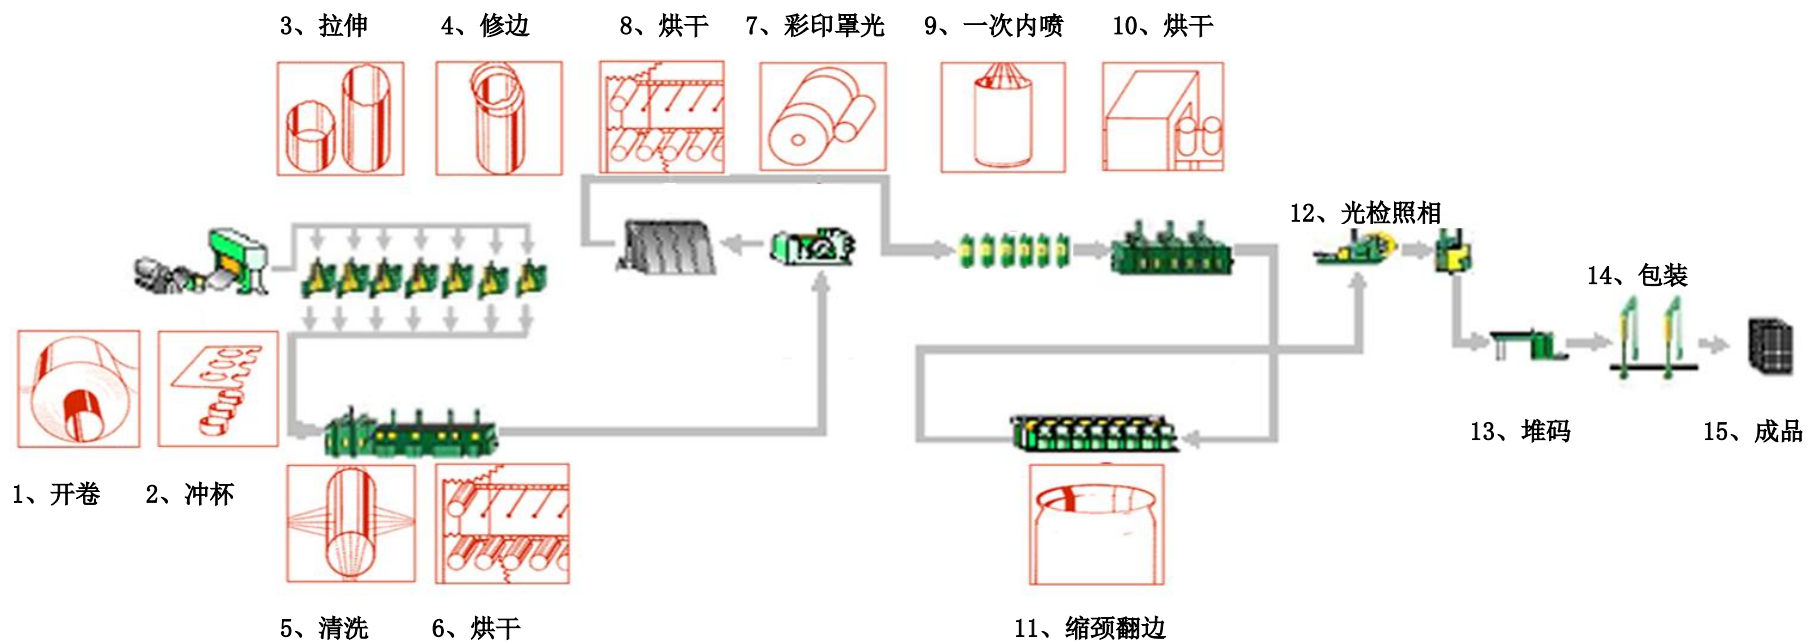 3、拉伸
4、修边
8、烘干
7、彩印罩光
9、一次内喷
10、烘干
12、光检照相
14、包装
13、堆码
15、成品
1、开卷
2、冲杯
5、清洗
6、烘干
11、缩颈翻边